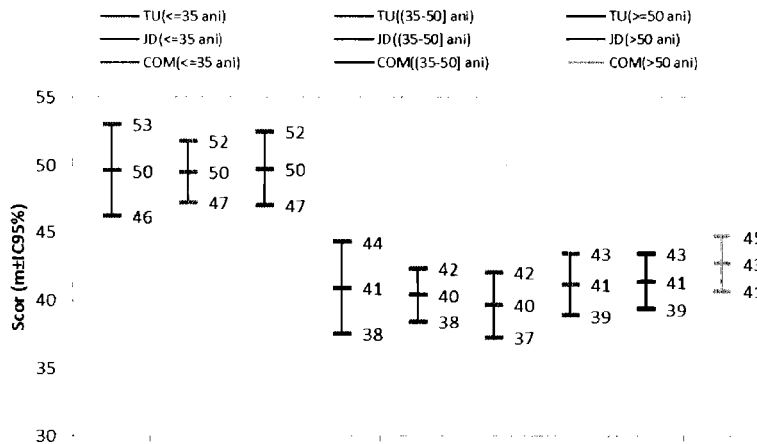 TU(<=35 ani) TU((35-50] ani) TU(>=50 ani)
JD(<=35 ani) JD((35-50] ani) JD(>50 ani)
COM(<=35 ani) COM((35-50] ani) COM(>50 ani)
Scor (m±IC95%)
55
50
45
40
35
30
53 52 52
50 50 50
46 47 47
44 42 42 43 43 45
41 40 40 41 41 43
38 38 37 39 39 41